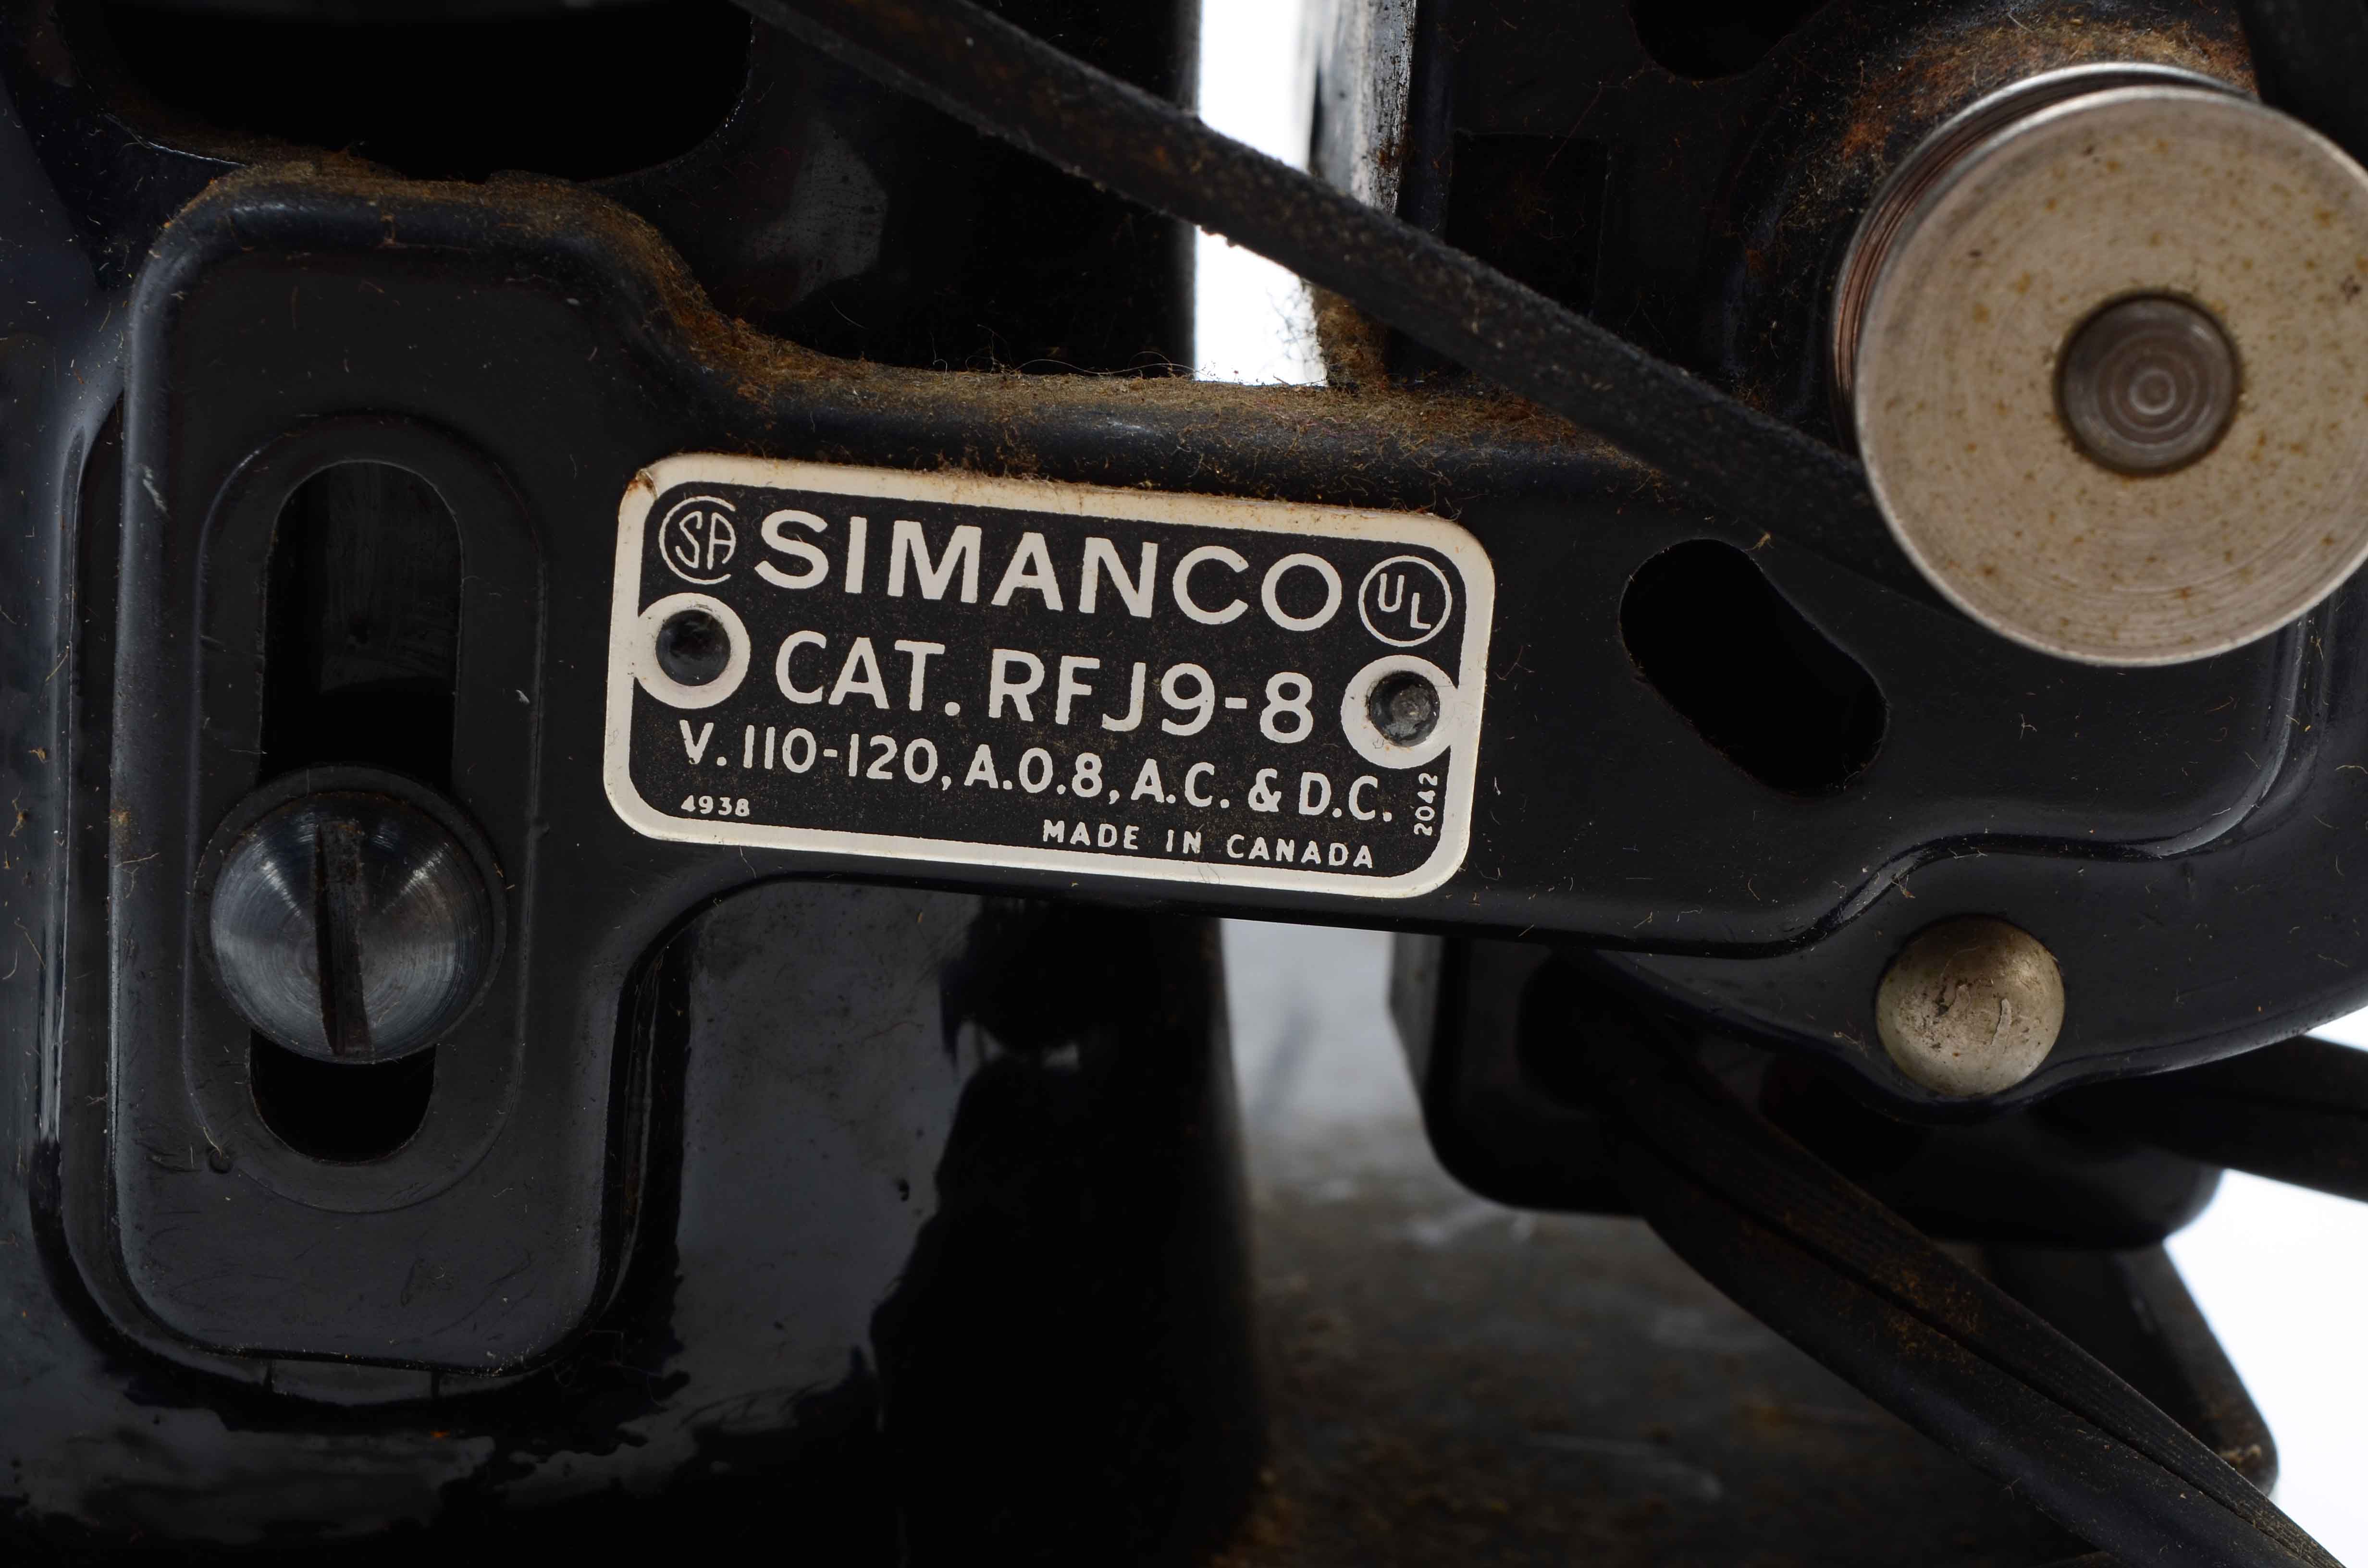 SA SIMANCO UL
CAT. RFJ9-8
V. 110-120, A.0.8, A.C. & D.C.
4938
2042
MADE IN CANADA